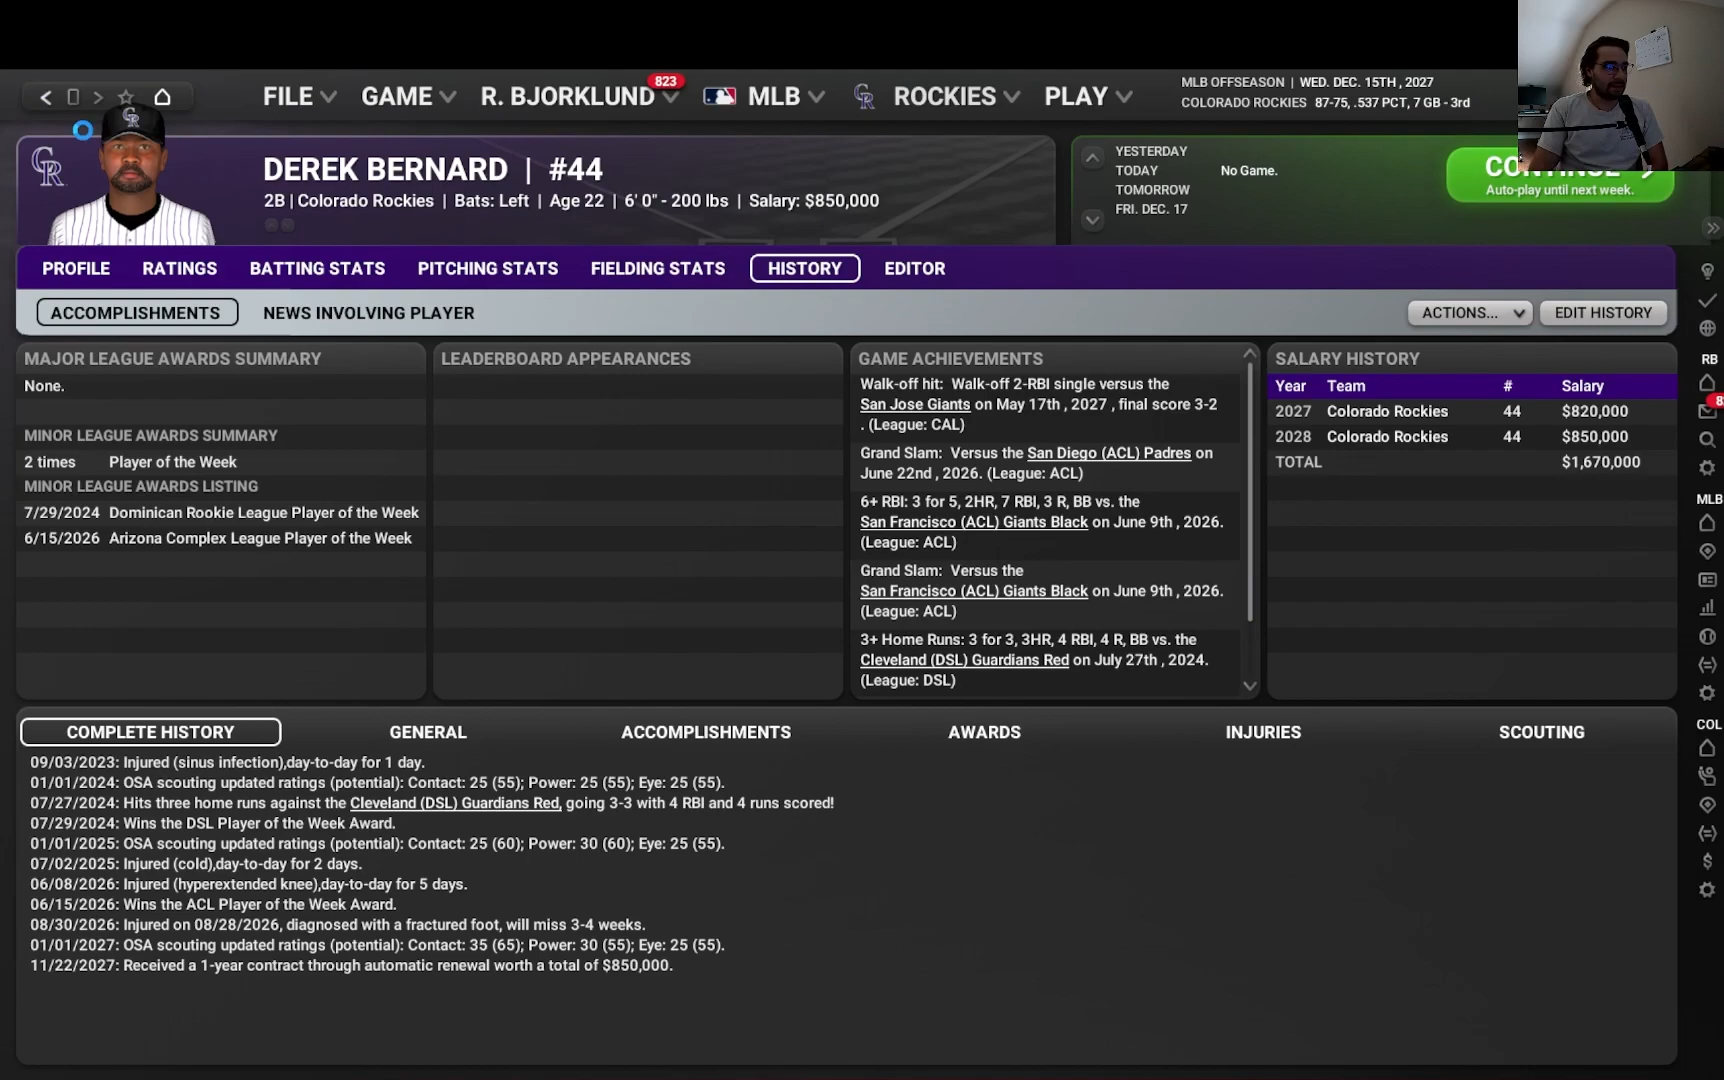 FILE
GAME
R. BJORKLUND
823
MLB
ROCKIES
PLAY
MLB OFFSEASON | WED. DEC. 15TH, 2027
COLORADO ROCKIES 87-75, .537 PCT, 7 GB - 3rd
DEREK BERNARD | #44
2B | Colorado Rockies | Bats: Left | Age 22 | 6' 0" - 200 lbs | Salary: $850,000
YESTERDAY
TODAY
TOMORROW
FRI. DEC. 17
No Game.
CONTINUE
Auto-play until next week.
PROFILE
RATINGS
BATTING STATS
PITCHING STATS
FIELDING STATS
HISTORY
EDITOR
ACCOMPLISHMENTS
NEWS INVOLVING PLAYER
ACTIONS...
EDIT HISTORY
MAJOR LEAGUE AWARDS SUMMARY
None.
MINOR LEAGUE AWARDS SUMMARY
2 times Player of the Week
MINOR LEAGUE AWARDS LISTING
7/29/2024 Dominican Rookie League Player of the Week
6/15/2026 Arizona Complex League Player of the Week
LEADERBOARD APPEARANCES
GAME ACHIEVEMENTS
Walk-off hit: Walk-off 2-RBI single versus the
San Jose Giants on May 17th , 2027 , final score 3-2
. (League: CAL)
Grand Slam: Versus the San Diego (ACL) Padres on
June 22nd , 2026. (League: ACL)
6+ RBI: 3 for 5, 2HR, 7 RBI, 3 R, BB vs. the
San Francisco (ACL) Giants Black on June 9th , 2026.
(League: ACL)
Grand Slam: Versus the
San Francisco (ACL) Giants Black on June 9th , 2026.
(League: ACL)
3+ Home Runs: 3 for 3, 3HR, 4 RBI, 4 R, BB vs. the
Cleveland (DSL) Guardians Red on July 27th , 2024.
(League: DSL)
SALARY HISTORY
Year Team # Salary
2027 Colorado Rockies 44 $820,000
2028 Colorado Rockies 44 $850,000
TOTAL $1,670,000
COMPLETE HISTORY
GENERAL
ACCOMPLISHMENTS
AWARDS
INJURIES
SCOUTING
09/03/2023: Injured (sinus infection),day-to-day for 1 day.
01/01/2024: OSA scouting updated ratings (potential): Contact: 25 (55); Power: 25 (55); Eye: 25 (55).
07/27/2024: Hits three home runs against the Cleveland (DSL) Guardians Red, going 3-3 with 4 RBI and 4 runs scored!
07/29/2024: Wins the DSL Player of the Week Award.
01/01/2025: OSA scouting updated ratings (potential): Contact: 25 (60); Power: 30 (60); Eye: 25 (55).
07/02/2025: Injured (cold),day-to-day for 2 days.
06/08/2026: Injured (hyperextended knee),day-to-day for 5 days.
06/15/2026: Wins the ACL Player of the Week Award.
08/30/2026: Injured on 08/28/2026, diagnosed with a fractured foot, will miss 3-4 weeks.
01/01/2027: OSA scouting updated ratings (potential): Contact: 35 (65); Power: 30 (55); Eye: 25 (55).
11/22/2027: Received a 1-year contract through automatic renewal worth a total of $850,000.
RB
8
MLB
COL